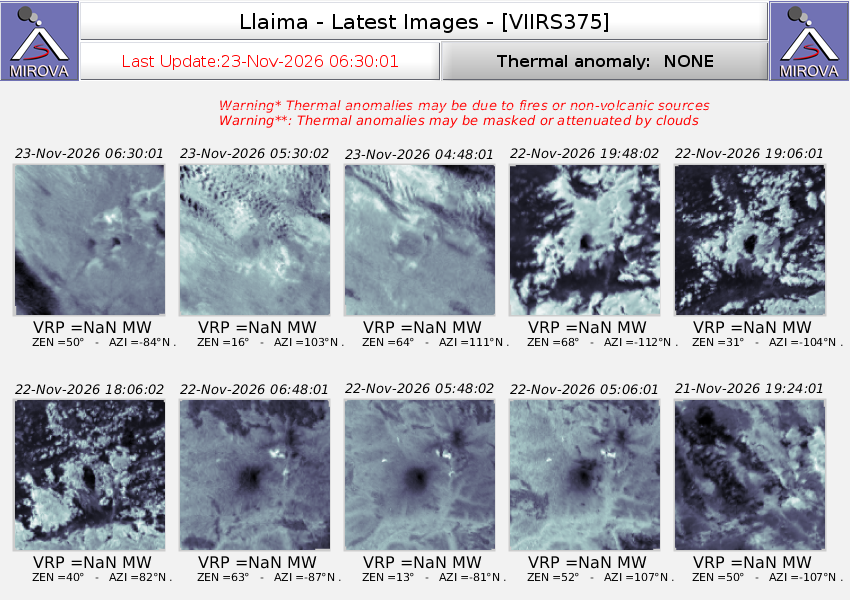 Llaima - Latest Images - [VIIRS375]
MIROVA
Last Update:23-Nov-2026 06:30:01
Thermal anomaly: NONE
MIROVA
Warning* Thermal anomalies may be due to fires or non-volcanic sources
Warning**: Thermal anomalies may be masked or attenuated by clouds
23-Nov-2026 06:30:01
23-Nov-2026 05:30:02
23-Nov-2026 04:48:01
22-Nov-2026 19:48:02
22-Nov-2026 19:06:01
VRP =NaN MW
VRP =NaN MW
VRP =NaN MW
VRP =NaN MW
VRP =NaN MW
ZEN =50° - AZI =-84°N .
ZEN =16° - AZI =103°N .
ZEN =64° - AZI =111°N .
ZEN =68° - AZI =-112°N .
ZEN =31° - AZI =-104°N .
22-Nov-2026 18:06:02
22-Nov-2026 06:48:01
22-Nov-2026 05:48:02
22-Nov-2026 05:06:01
21-Nov-2026 19:24:01
VRP =NaN MW
VRP =NaN MW
VRP =NaN MW
VRP =NaN MW
VRP =NaN MW
ZEN =40° - AZI =82°N .
ZEN =63° - AZI =-87°N .
ZEN =13° - AZI =-81°N .
ZEN =52° - AZI =107°N .
ZEN =50° - AZI =-107°N .